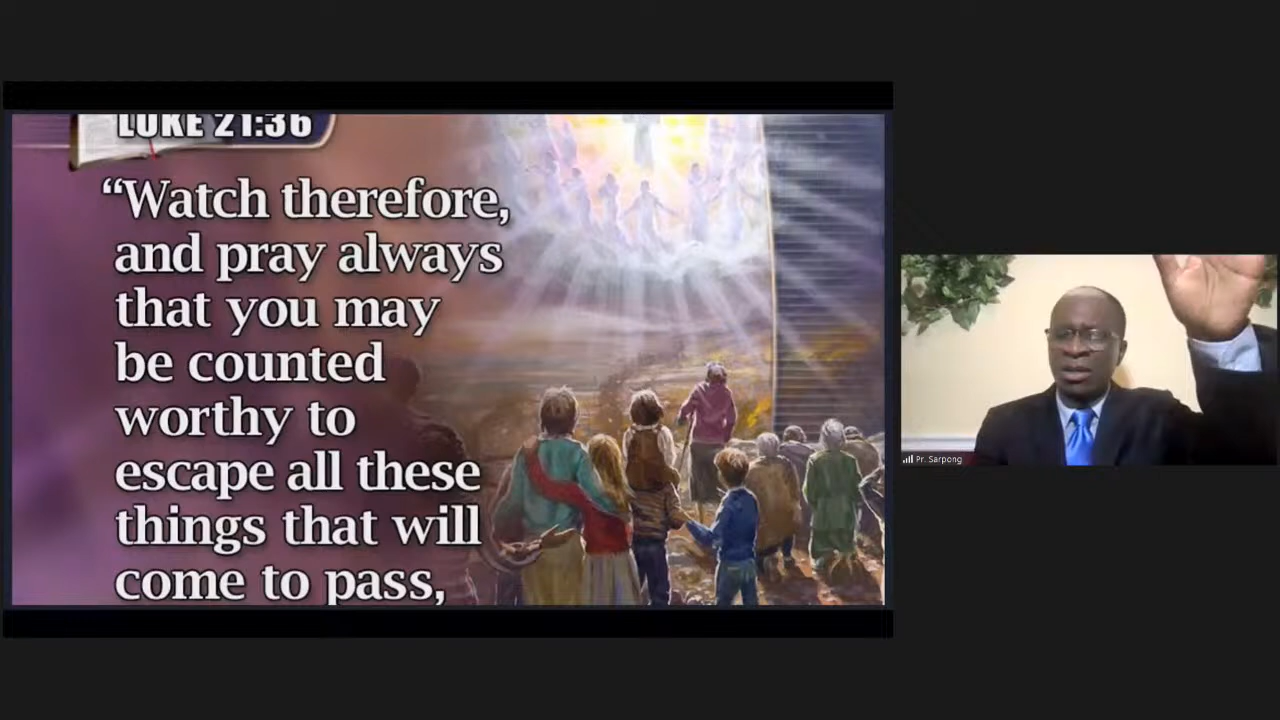 LUKE 21:36
“Watch therefore,
and pray always
that you may
be counted
worthy to
escape all these
things that will
come to pass,
Pr. Sarpong